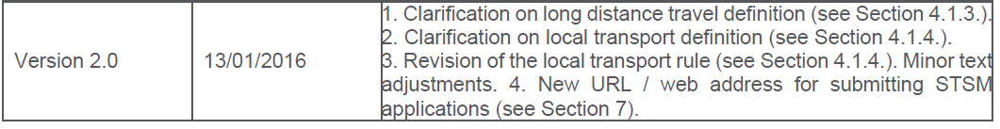 1. Clarification on long distance travel definition (see Section 4.1.3.).
2. Clarification on local transport definition (see Section 4.1.4.).
Version 2.0
13/01/2016
3. Revision of the local transport rule (see Section 4.1.4.). Minor text
adjustments. 4. New URL / web address for submitting STSM
applications (see Section 7).